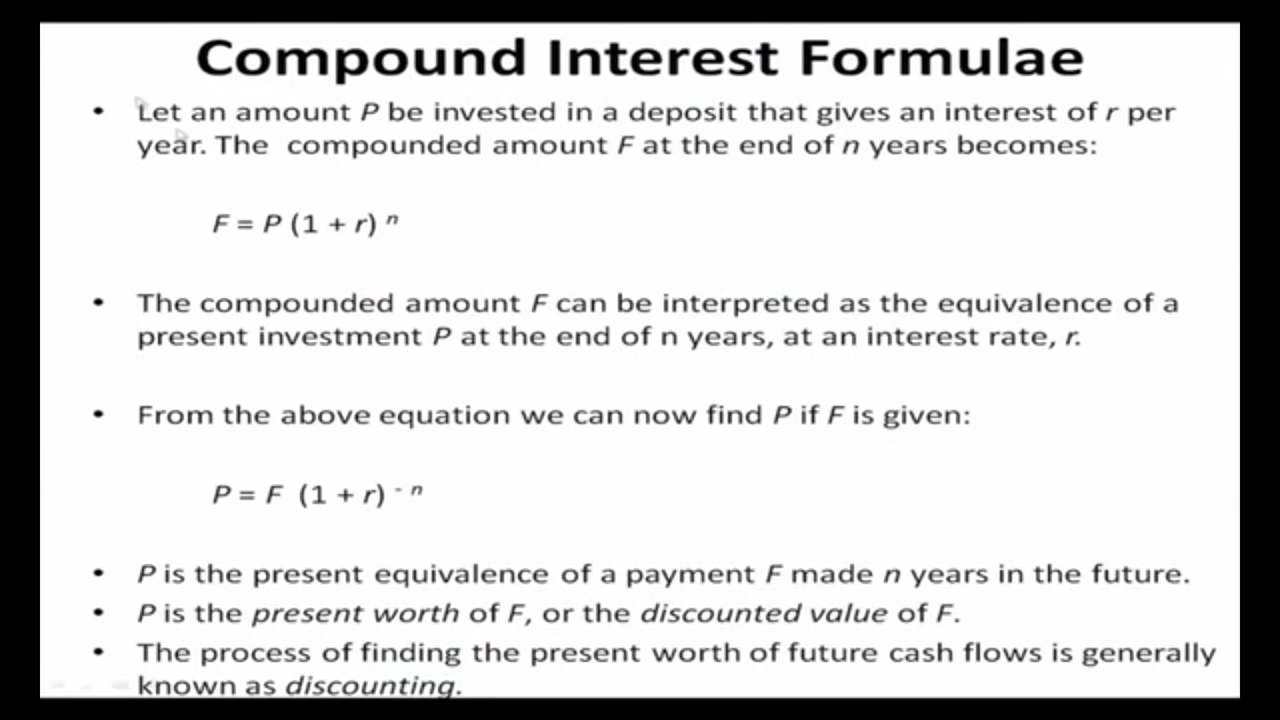 Compound Interest Formulae
• Let an amount P be invested in a deposit that gives an interest of r per
year. The compounded amount F at the end of n years becomes:
F = P (1 + r) ⁿ
• The compounded amount F can be interpreted as the equivalence of a
present investment P at the end of n years, at an interest rate, r.
• From the above equation we can now find P if F is given:
P = F (1 + r) ⁻ ⁿ
• P is the present equivalence of a payment F made n years in the future.
• P is the present worth of F, or the discounted value of F.
• The process of finding the present worth of future cash flows is generally
known as discounting.